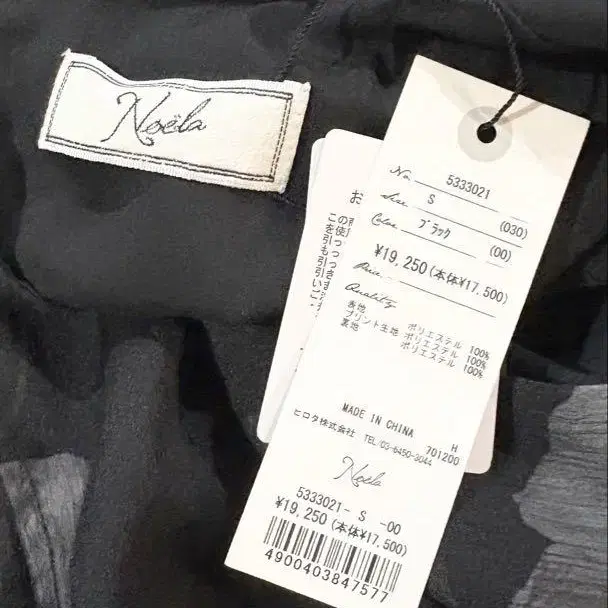 Noëla
No. 5333021
Size S (030)
Color ブラック (00)
¥19,250(本体¥17,500)
Price
Quality
表地 ポリエステル 100%
プリント生地 ポリエステル 100%
裏地 ポリエステル 100%
MADE IN CHINA H
ヒロタ株式会社 TEL/03-6450-3044 701200
Noëla
5333021- S -00
¥19,250 (本体¥17,500)
4900403847577
お